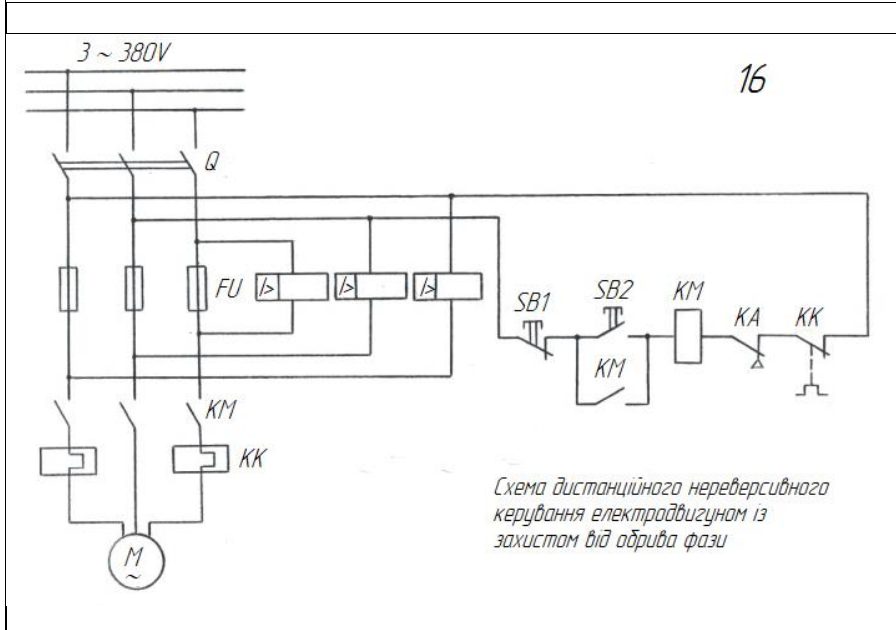 3 ~ 380V
16
Q
FU
I>
I>
I>
SB1
SB2
KM
KA
KK
KM
KM
KK
M
~
Схема дистанційного нереверсивного
керування електродвигуном із
захистом від обрива фази